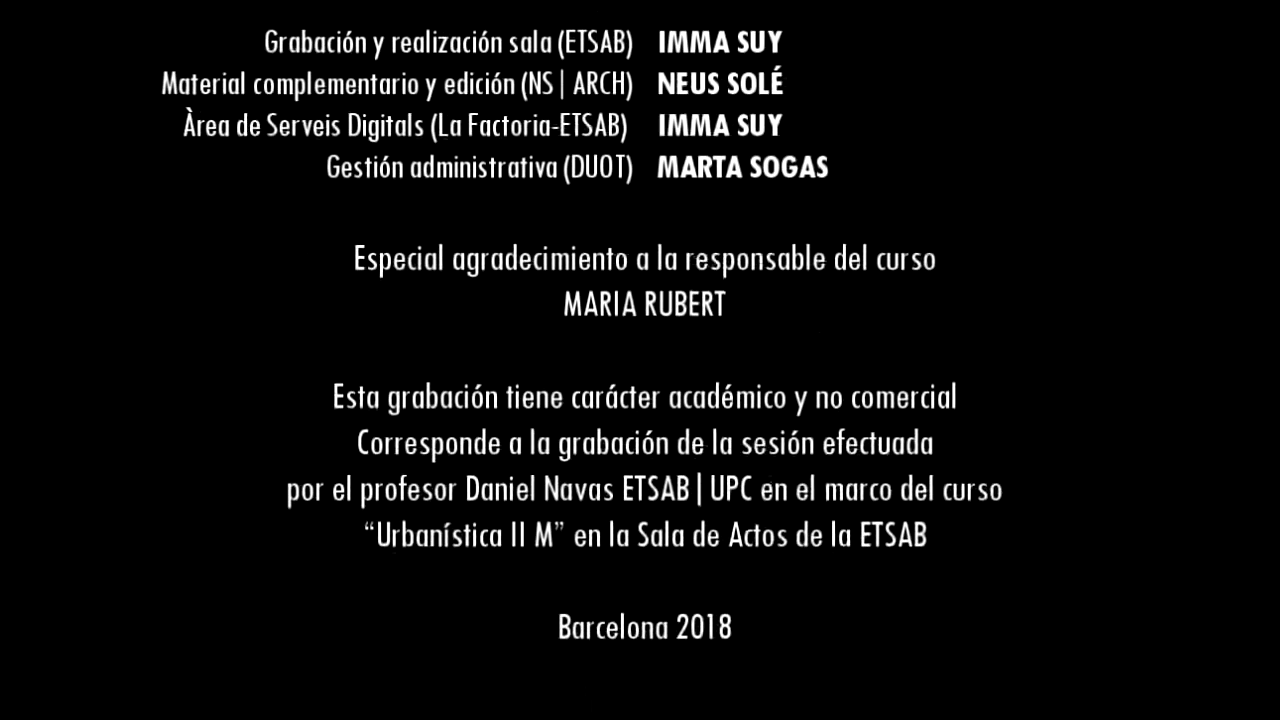 Grabación y realización sala (ETSAB) IMMA SUY
Material complementario y edición (NS | ARCH) NEUS SOLÉ
Àrea de Serveis Digitals (La Factoria-ETSAB) IMMA SUY
Gestión administrativa (DUOT) MARTA SOGAS
Especial agradecimiento a la responsable del curso
MARIA RUBERT
Esta grabación tiene carácter académico y no comercial
Corresponde a la grabación de la sesión efectuada
por el profesor Daniel Navas ETSAB | UPC en el marco del curso
“Urbanística II M” en la Sala de Actos de la ETSAB
Barcelona 2018